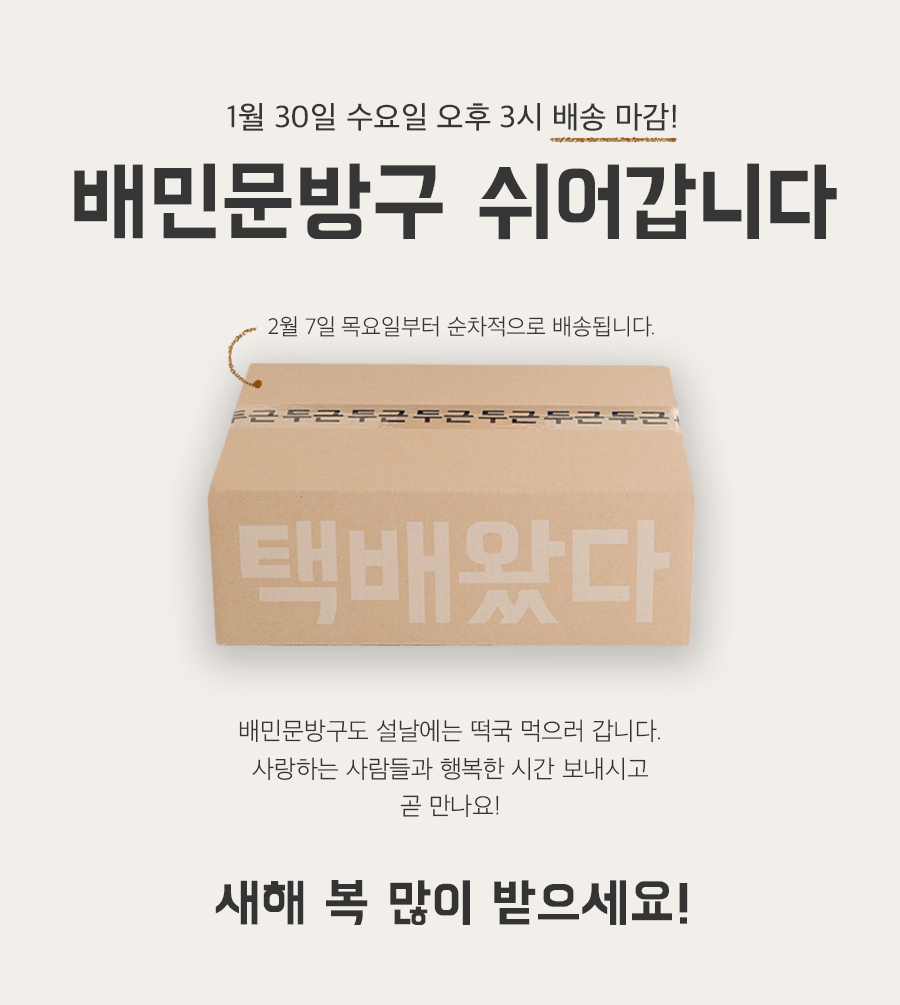 1월 30일 수요일 오후 3시 배송 마감!
배민문방구 쉬어갑니다
2월 7일 목요일부터 순차적으로 배송됩니다.
두근두근두근두근두근두근두근
택배왔다
배민문방구도 설날에는 떡국 먹으러 갑니다.
사랑하는 사람들과 행복한 시간 보내시고
곧 만나요!
새해 복 많이 받으세요!